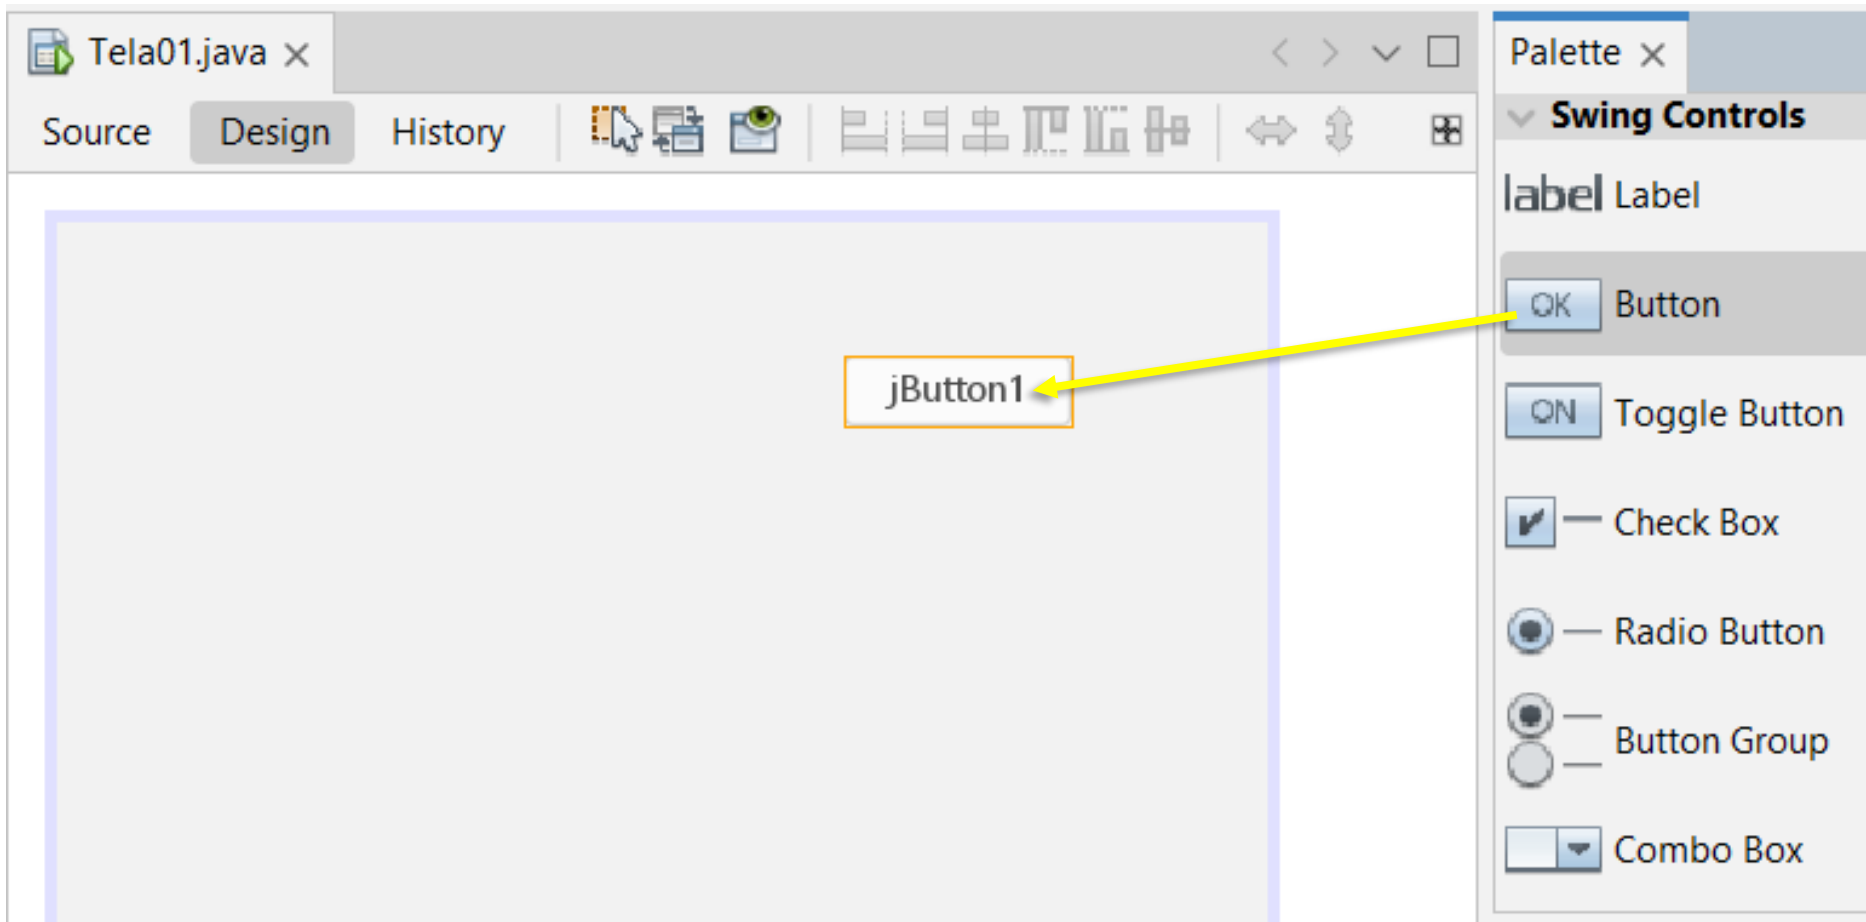 Tela01.java
Palette
Source Design History
Swing Controls
label Label
OK Button
jButton1
ON Toggle Button
Check Box
Radio Button
Button Group
Combo Box